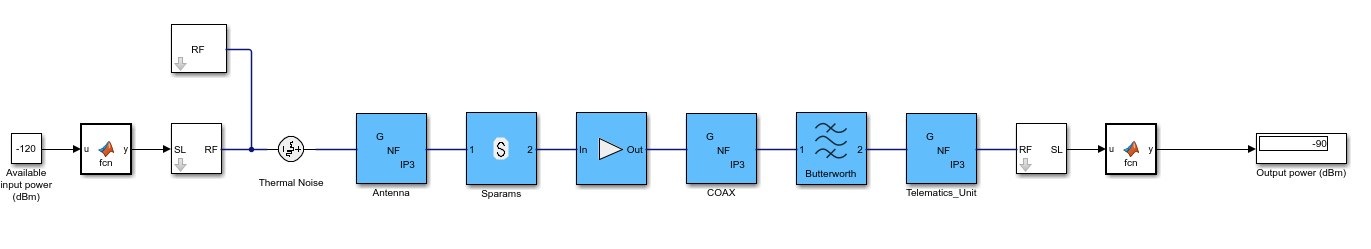 RF
-120
Available
input power
(dBm)
u
fcn
y
SL
RF
Thermal Noise
G
NF
IP3
Antenna
1
S
2
Sparams
In
Out
G
NF
IP3
COAX
1
2
Butterworth
G
NF
IP3
Telematics_Unit
RF
SL
u
fcn
y
-90
Output power (dBm)